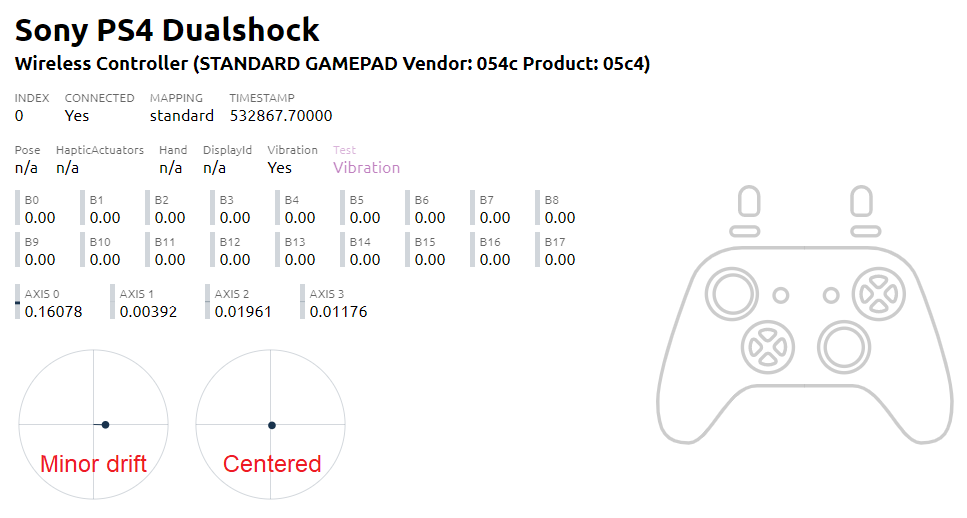 Sony PS4 Dualshock
Wireless Controller (STANDARD GAMEPAD Vendor: 054c Product: 05c4)
INDEX CONNECTED MAPPING TIMESTAMP
0 Yes standard 532867.70000
Pose HapticActuators Hand DisplayId Vibration Test
n/a n/a n/a n/a Yes Vibration
B0 B1 B2 B3 B4 B5 B6 B7 B8
0.00 0.00 0.00 0.00 0.00 0.00 0.00 0.00 0.00
B9 B10 B11 B12 B13 B14 B15 B16 B17
0.00 0.00 0.00 0.00 0.00 0.00 0.00 0.00 0.00
AXIS 0 AXIS 1 AXIS 2 AXIS 3
0.16078 0.00392 0.01961 0.01176
Minor drift Centered